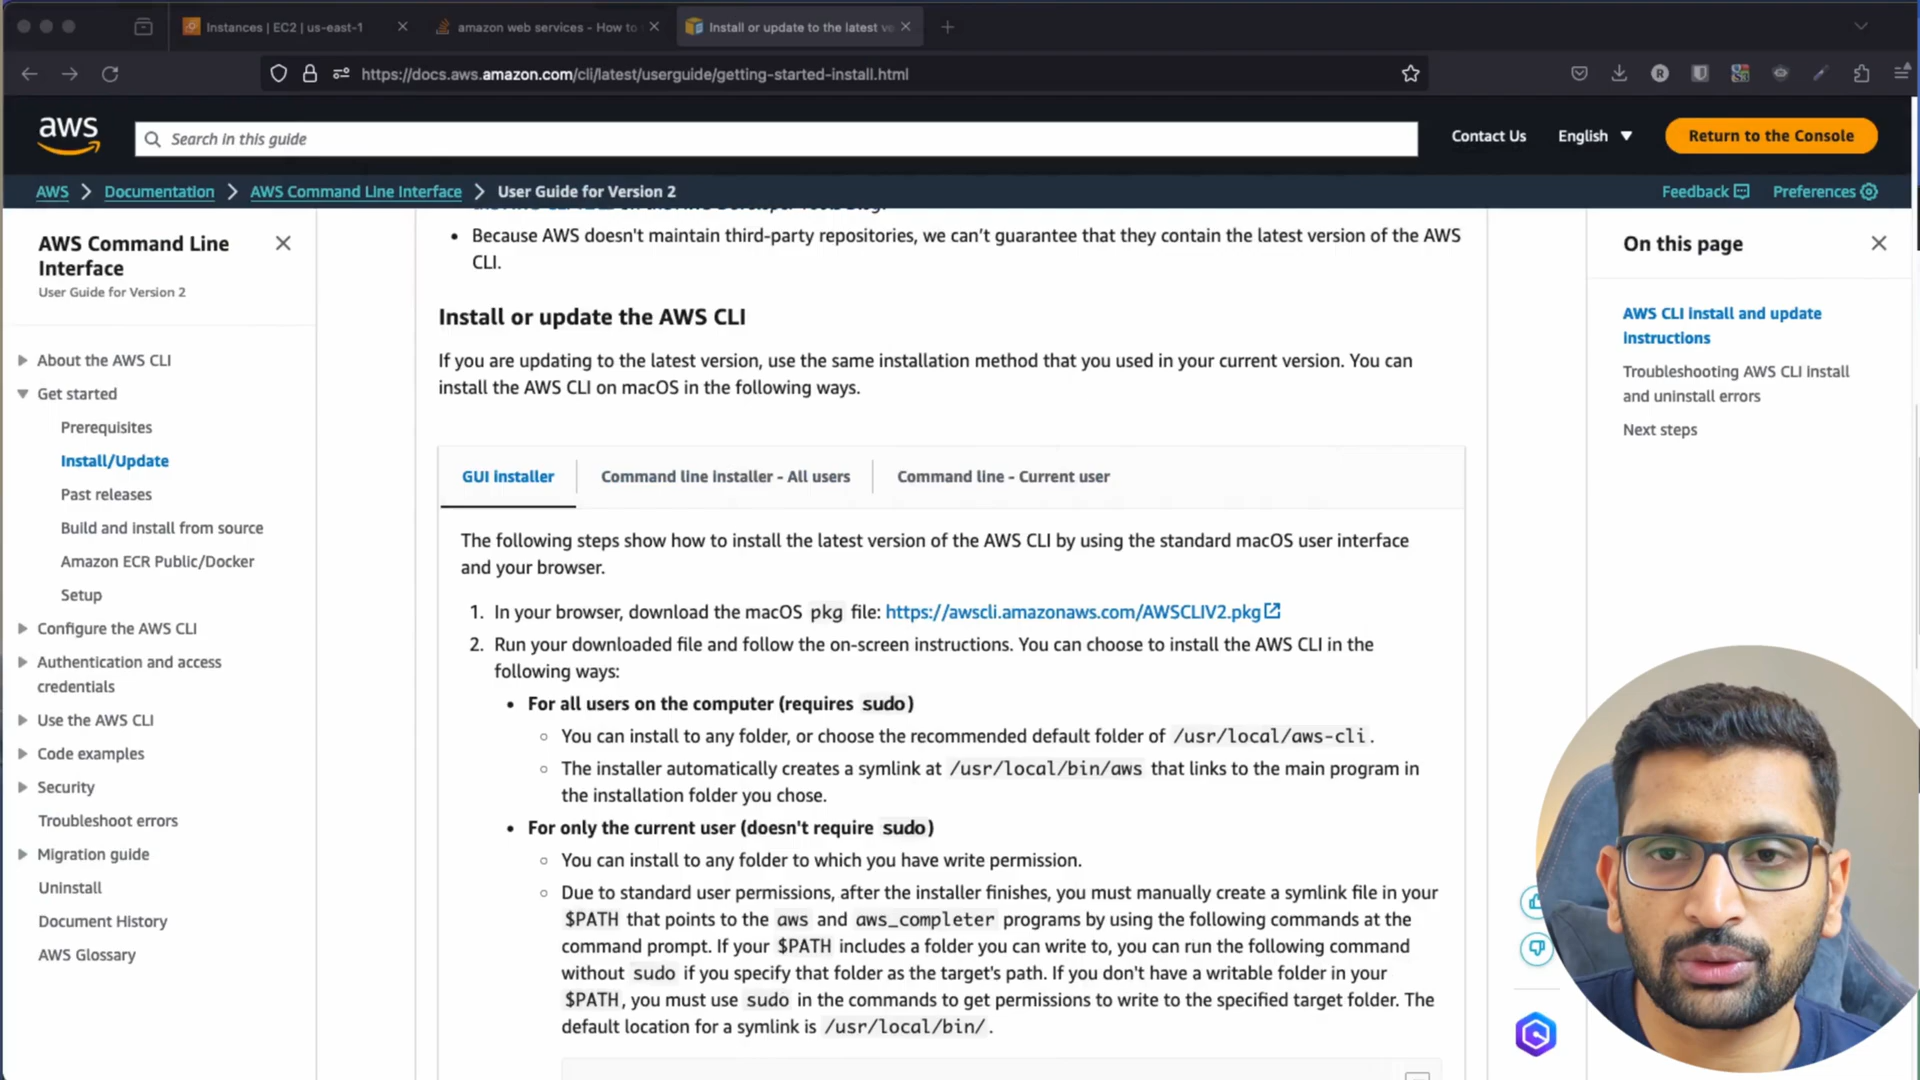 Instances | EC2 | us-east-1
amazon web services - How to
Install or update to the latest ve
https://docs.aws.amazon.com/cli/latest/userguide/getting-started-install.html
aws
Search in this guide
Contact Us
English
Return to the Console
AWS
Documentation
AWS Command Line Interface
User Guide for Version 2
Feedback
Preferences
AWS Command Line
Interface
User Guide for Version 2
About the AWS CLI
Get started
Prerequisites
Install/Update
Past releases
Build and install from source
Amazon ECR Public/Docker
Setup
Configure the AWS CLI
Authentication and access
credentials
Use the AWS CLI
Code examples
Security
Troubleshoot errors
Migration guide
Uninstall
Document History
AWS Glossary
• Because AWS doesn't maintain third-party repositories, we can’t guarantee that they contain the latest version of the AWS
CLI.
Install or update the AWS CLI
If you are updating to the latest version, use the same installation method that you used in your current version. You can
install the AWS CLI on macOS in the following ways.
GUI installer
Command line installer - All users
Command line - Current user
The following steps show how to install the latest version of the AWS CLI by using the standard macOS user interface
and your browser.
1. In your browser, download the macOS pkg file: https://awscli.amazonaws.com/AWSCLIV2.pkg
2. Run your downloaded file and follow the on-screen instructions. You can choose to install the AWS CLI in the
following ways:
• For all users on the computer (requires sudo)
You can install to any folder, or choose the recommended default folder of /usr/local/aws-cli.
The installer automatically creates a symlink at /usr/local/bin/aws that links to the main program in
the installation folder you chose.
• For only the current user (doesn't require sudo)
You can install to any folder to which you have write permission.
Due to standard user permissions, after the installer finishes, you must manually create a symlink file in your
$PATH that points to the aws and aws_completer programs by using the following commands at the
command prompt. If your $PATH includes a folder you can write to, you can run the following command
without sudo if you specify that folder as the target's path. If you don't have a writable folder in your
$PATH, you must use sudo in the commands to get permissions to write to the specified target folder. The
default location for a symlink is /usr/local/bin/.
On this page
AWS CLI install and update
instructions
Troubleshooting AWS CLI install
and uninstall errors
Next steps